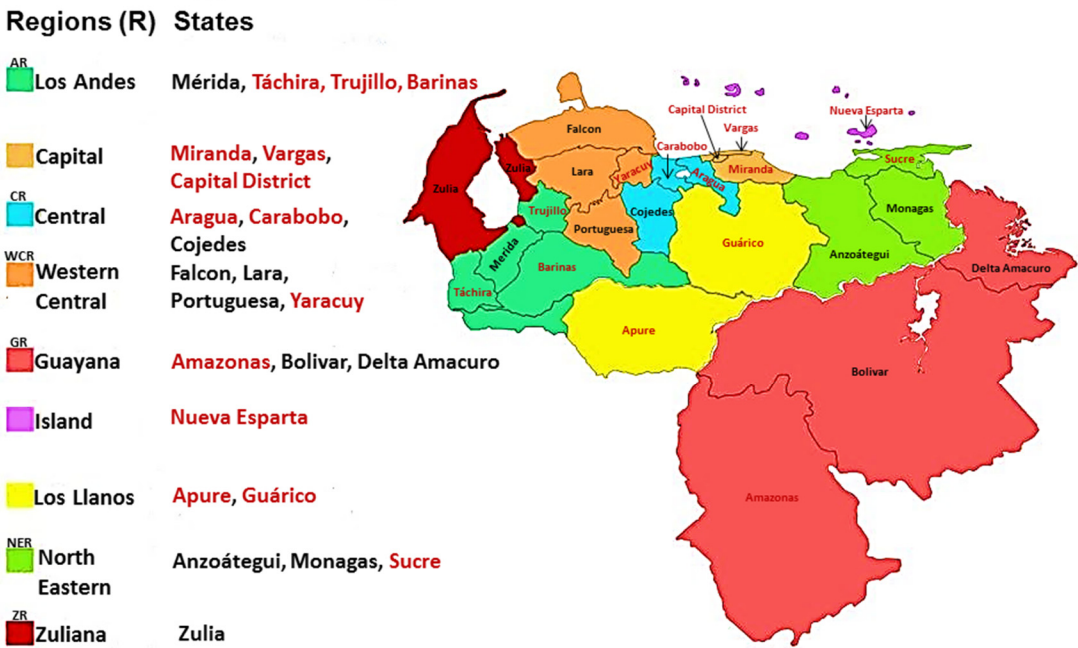 Regions (R) States
AR
Los Andes
Mérida, Táchira, Trujillo, Barinas
Capital
Miranda, Vargas,
Capital District
CR
Central
Aragua, Carabobo,
Cojedes
WCR
Western
Central
Falcon, Lara,
Portuguesa, Yaracuy
GR
Guayana
Amazonas, Bolivar, Delta Amacuro
Island
Nueva Esparta
Los Llanos
Apure, Guárico
NER
North
Eastern
Anzoátegui, Monagas, Sucre
ZR
Zuliana
Zulia
Capital District
Nueva Esparta
Vargas
Falcon
Carabobo
Sucre
Zulia
Zulia
Lara
Yaracuy
Aragua
Miranda
Trujillo
Cojedes
Monagas
Portuguesa
Guárico
Merida
Anzoátegui
Barinas
Delta Amacuro
Táchira
Apure
Bolivar
Amazonas